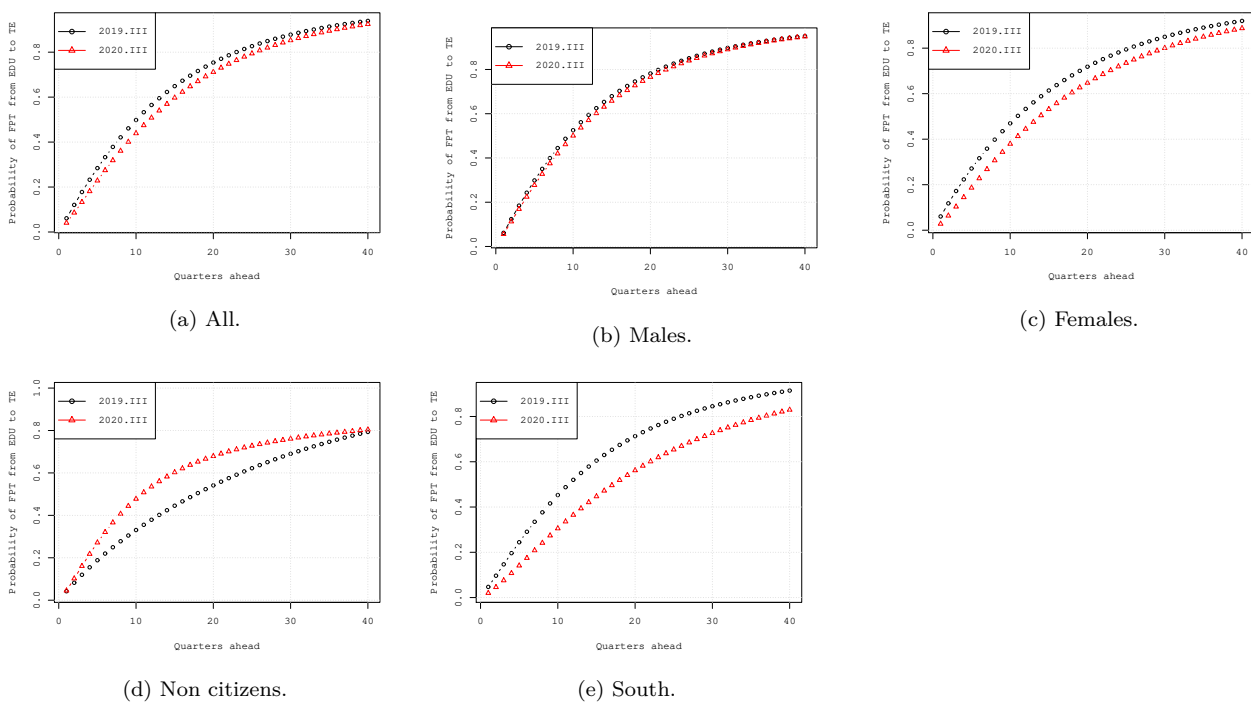 Probability of FPT from EDU to TE
0.0 0.2 0.4 0.6 0.8
2019.III
2020.III
0 10 20 30 40
Quarters ahead
(a) All.
Probability of FPT from EDU to TE
0.0 0.2 0.4 0.6 0.8
2019.III
2020.III
0 10 20 30 40
Quarters ahead
(b) Males.
Probability of FPT from EDU to TE
0.0 0.2 0.4 0.6 0.8
2019.III
2020.III
0 10 20 30 40
Quarters ahead
(c) Females.
Probability of FPT from EDU to TE
0.0 0.2 0.4 0.6 0.8 1.0
2019.III
2020.III
0 10 20 30 40
Quarters ahead
(d) Non citizens.
Probability of FPT from EDU to TE
0.0 0.2 0.4 0.6 0.8
2019.III
2020.III
0 10 20 30 40
Quarters ahead
(e) South.